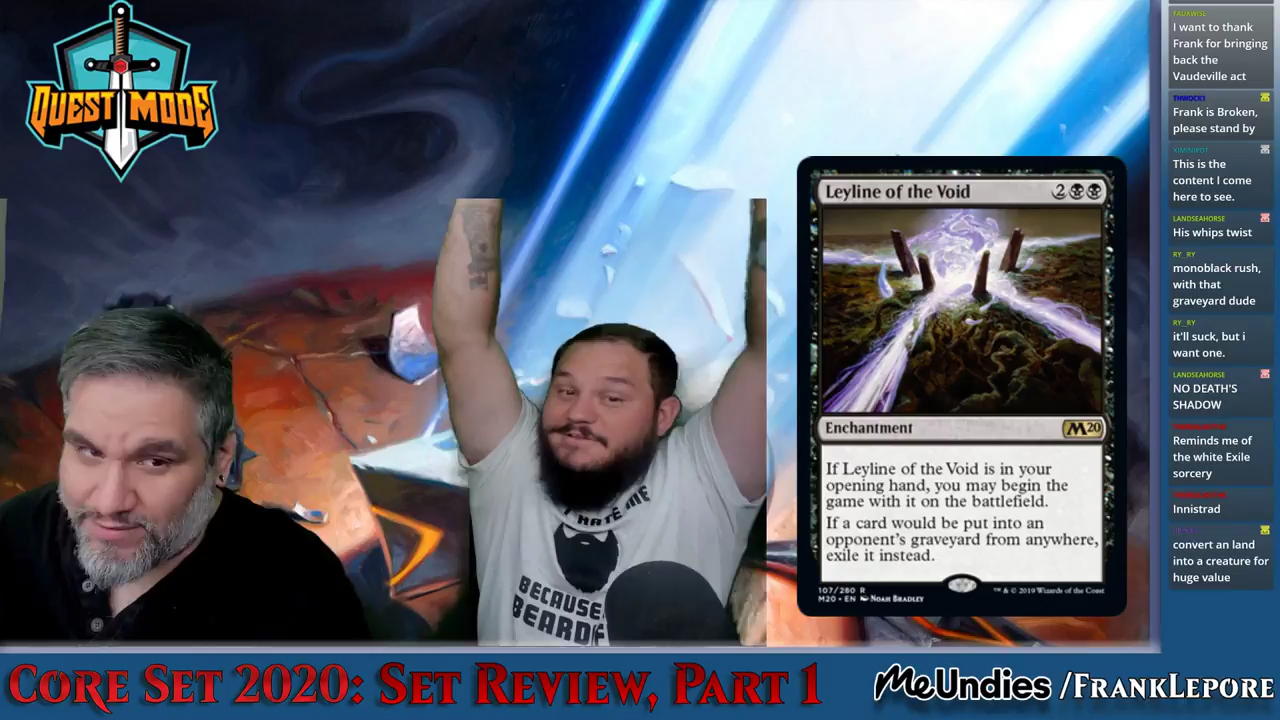 QUEST MODE
Leyline of the Void 2
Enchantment M20
If Leyline of the Void is in your
opening hand, you may begin the
game with it on the battlefield.
If a card would be put into an
opponent's graveyard from anywhere,
exile it instead.
107/280 R
M20 • EN NOAH BRADLEY
™ & © 2019 Wizards of the Coast
I HATE ME
BECAUSE
BEARD
I want to thank
Frank for bringing
back the
Vaudeville act
THWOCK1
Frank is Broken,
please stand by
This is the
content I come
here to see.
LANDSEAHORSE
His whips twist
RY_RY
monoblack rush,
with that
graveyard dude
RY_RY
it'll suck, but i
want one.
LANDSEAHORSE
NO DEATH'S
SHADOW
Reminds me of
the white Exile
sorcery
Innistrad
convert an land
into a creature for
huge value
CORE SET 2020: SET REVIEW, PART 1
MeUndies /FRANKLEPORE